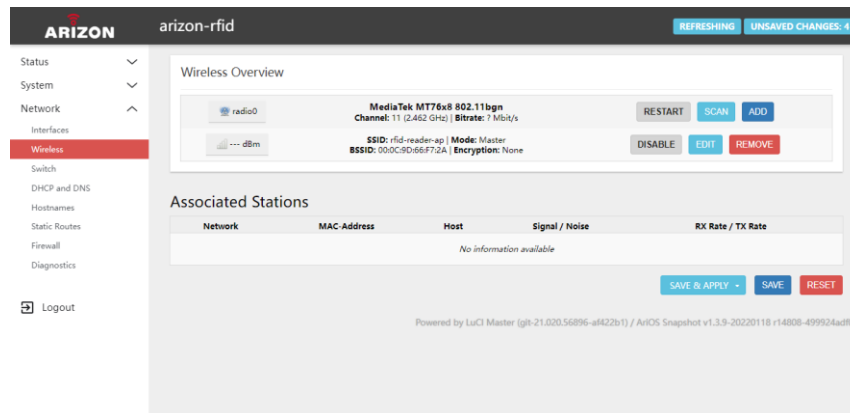 ARIZON
arizon-rfid
REFRESHING
UNSAVED CHANGES: 4
Status
System
Network
Interfaces
Wireless
Switch
DHCP and DNS
Hostnames
Static Routes
Firewall
Diagnostics
Logout
Wireless Overview
radio0
MediaTek MT76x8 802.11bgn
Channel: 11 (2.462 GHz) | Bitrate: ? Mbit/s
RESTART
SCAN
ADD
--- dBm
SSID: rfid-reader-ap | Mode: Master
BSSID: 00:0C:9D:66:F7:2A | Encryption: None
DISABLE
EDIT
REMOVE
Associated Stations
Network MAC-Address Host Signal / Noise RX Rate / TX Rate
No information available
SAVE & APPLY
SAVE
RESET
Powered by LuCI Master (git-21.020.56896-af422b1) / ArIOS Snapshot v1.3.9-20220118 r14808-499924adf